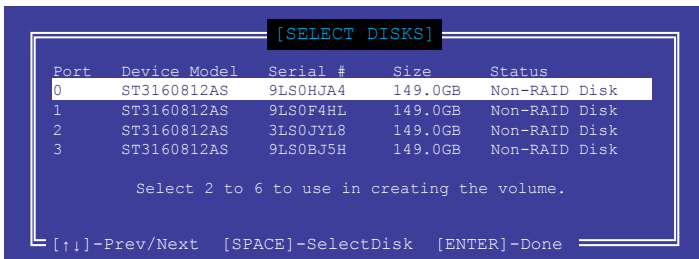 [SELECT DISKS]
Port Device Model Serial # Size Status
0 ST3160812AS 9LS0HJA4 149.0GB Non-RAID Disk
1 ST3160812AS 9LS0F4HL 149.0GB Non-RAID Disk
2 ST3160812AS 3LS0JYL8 149.0GB Non-RAID Disk
3 ST3160812AS 9LS0BJ5H 149.0GB Non-RAID Disk
Select 2 to 6 to use in creating the volume.
[↑↓]-Prev/Next [SPACE]-SelectDisk [ENTER]-Done